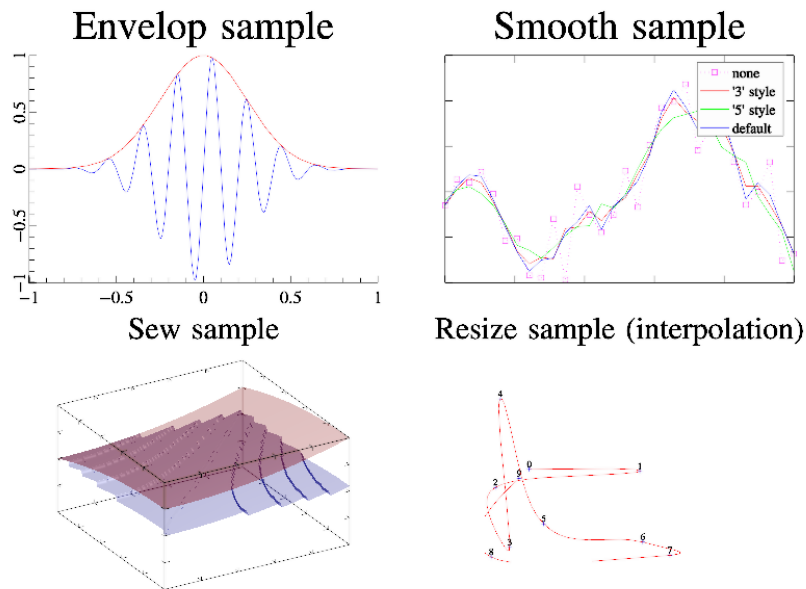 Envelop sample
Smooth sample
none
'3' style
'5' style
default
1
0.5
0
−0.5
−1
−1
−0.5
0
0.5
1
Sew sample
Resize sample (interpolation)
4
0
1
9
2
5
6
3
7
8